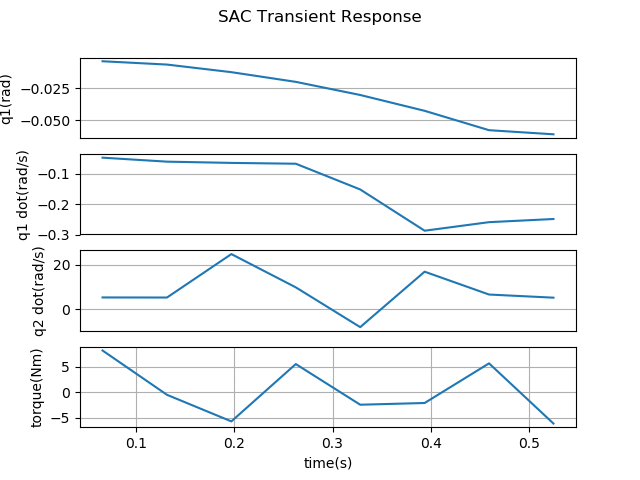 SAC Transient Response
q1(rad)
−0.025
−0.050
q1 dot(rad/s)
−0.1
−0.2
−0.3
q2 dot(rad/s)
20
0
torque(Nm)
5
0
−5
0.1 0.2 0.3 0.4 0.5
time(s)